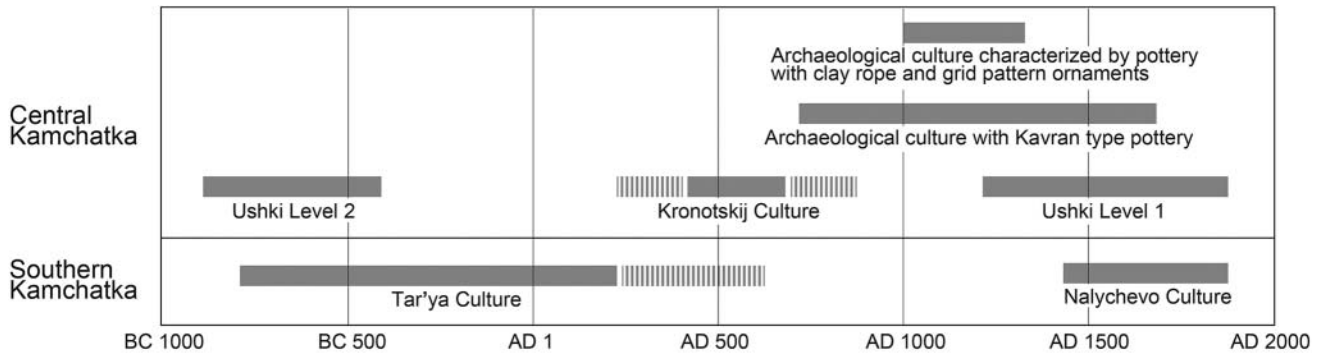 Archaeological culture characterized by pottery
with clay rope and grid pattern ornaments
Central
Kamchatka
Archaeological culture with Kavran type pottery
Ushki Level 2
Kronotskij Culture
Ushki Level 1
Southern
Kamchatka
Tar'ya Culture
Nalychevo Culture
BC 1000
BC 500
AD 1
AD 500
AD 1000
AD 1500
AD 2000